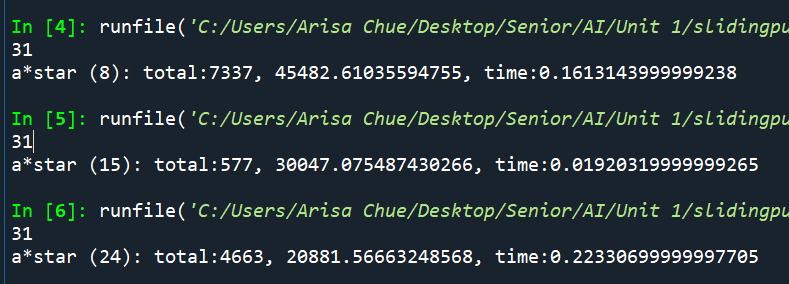 In [4]: runfile('C:/Users/Arisa Chue/Desktop/Senior/AI/Unit 1/slidingpu
31
a*star (8): total:7337, 45482.61035594755, time:0.1613143999999238
In [5]: runfile('C:/Users/Arisa Chue/Desktop/Senior/AI/Unit 1/slidingpu
31
a*star (15): total:577, 30047.075487430266, time:0.01920319999999265
In [6]: runfile('C:/Users/Arisa Chue/Desktop/Senior/AI/Unit 1/slidingpu
31
a*star (24): total:4663, 20881.56663248568, time:0.22330699999997705